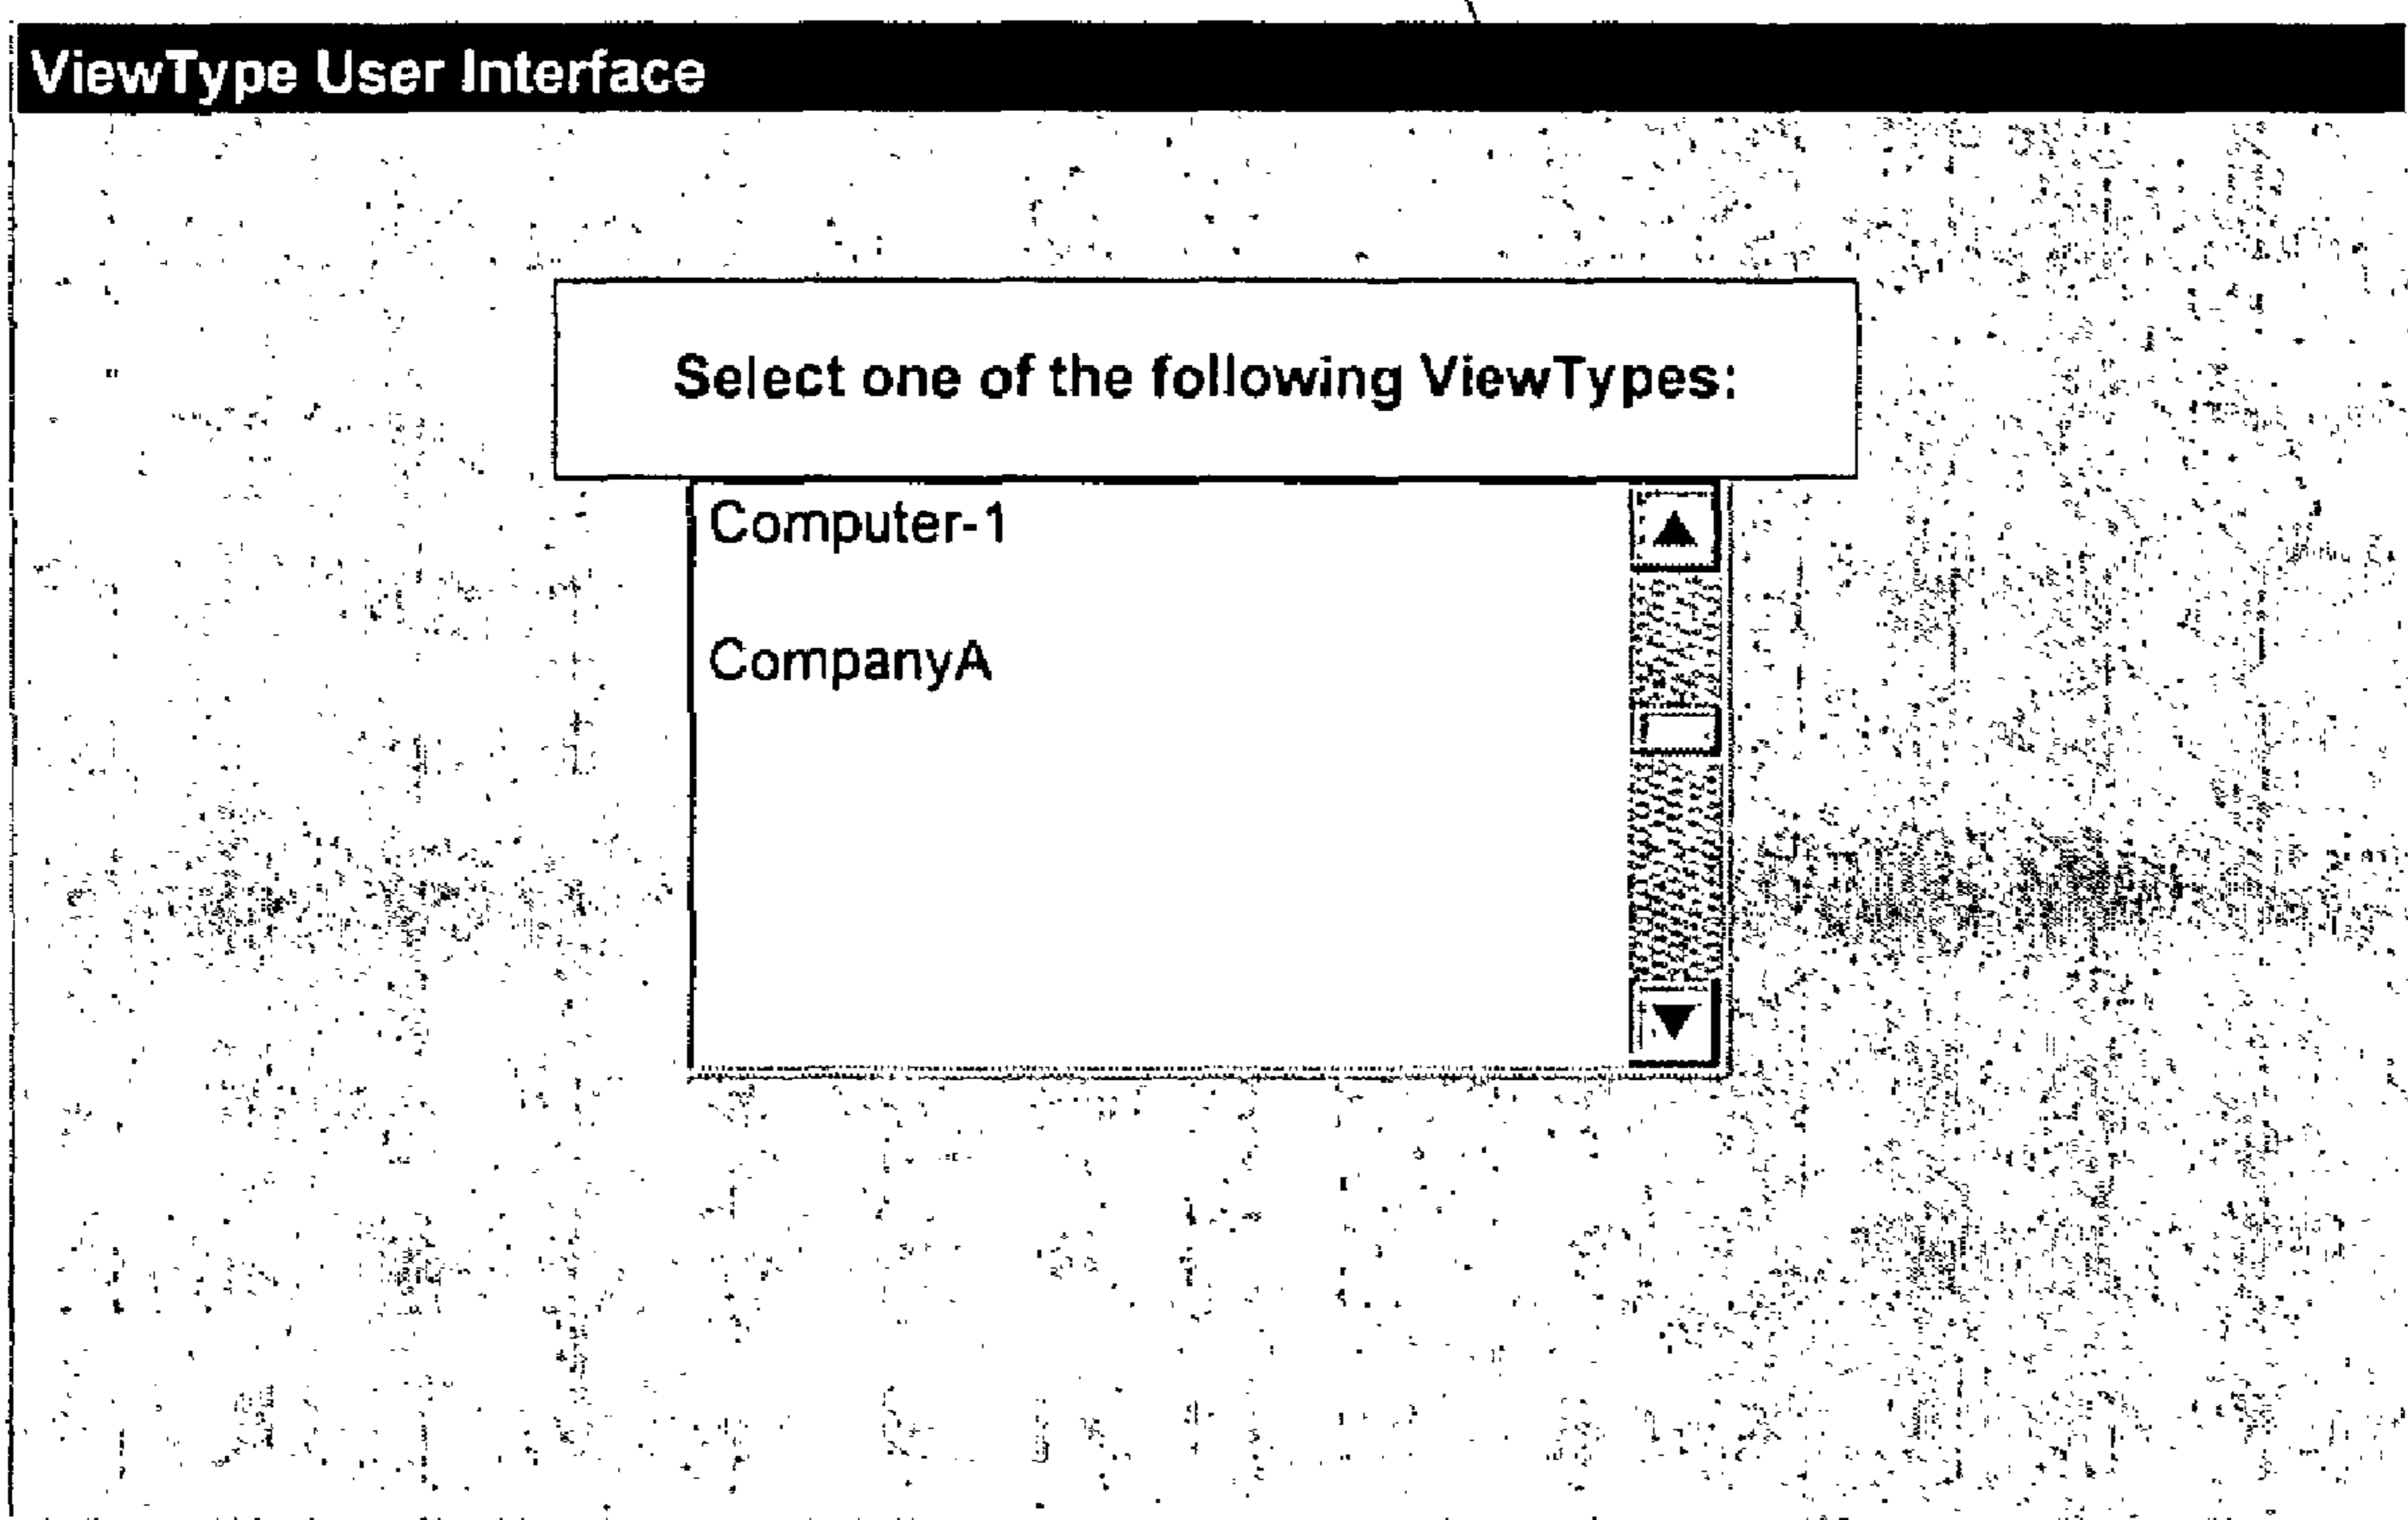 ViewType User Interface
Select one of the following ViewTypes:
Computer-1
CompanyA